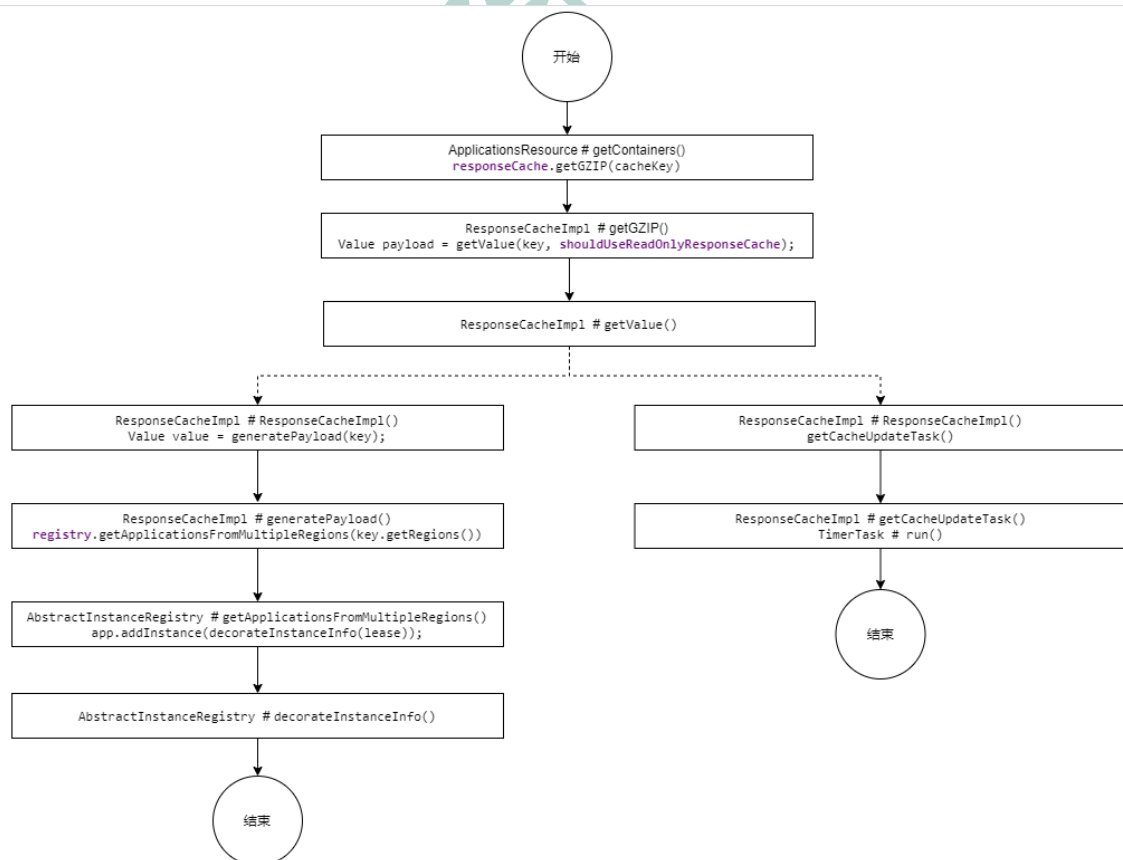 开始
ApplicationsResource # getContainers()
responseCache.getGZIP(cacheKey)
ResponseCacheImpl # getGZIP()
Value payload = getValue(key, shouldUseReadOnlyResponseCache);
ResponseCacheImpl # getValue()
ResponseCacheImpl # ResponseCacheImpl()
Value value = generatePayload(key);
ResponseCacheImpl # generatePayload()
registry.getApplicationsFromMultipleRegions(key.getRegions())
AbstractInstanceRegistry # getApplicationsFromMultipleRegions()
app.addInstance(decorateInstanceInfo(lease));
AbstractInstanceRegistry # decorateInstanceInfo()
结束
ResponseCacheImpl # ResponseCacheImpl()
getCacheUpdateTask()
ResponseCacheImpl # getCacheUpdateTask()
TimerTask # run()
结束